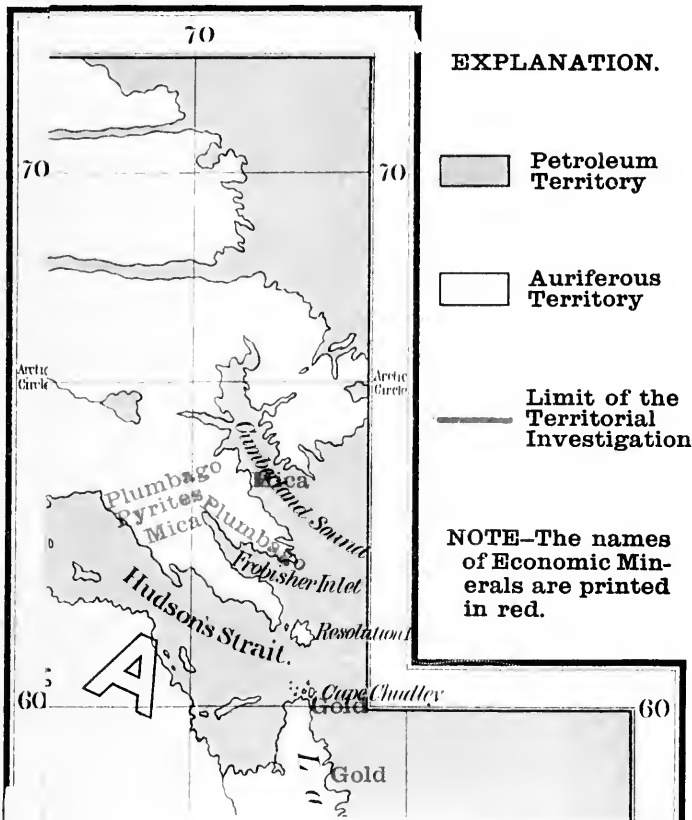 70
EXPLANATION.
70
70
Petroleum
Territory
Auriferous
Territory
Arctic
Circle
Arctic
Circle
Limit of the
Territorial
Investigation
Cumberland Sound
Mica
Plumbago
Pyrites
Mica
Plumbago
Frobisher Inlet
NOTE—The names
of Economic Min-
erals are printed
in red.
Hudson's Strait.
Resolution I
A
Cape Chudley
60
Gold
60
Gold
L a